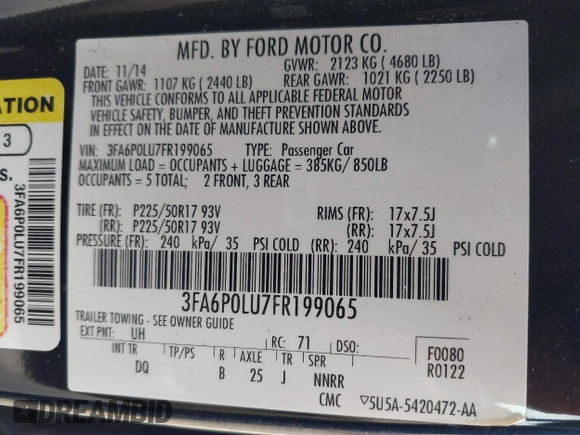 MFD. BY FORD MOTOR CO.
DATE: 11/14 GVWR: 2123 KG (4680 LB)
FRONT GAWR: 1107 KG (2440 LB) REAR GAWR: 1021 KG (2250 LB)
THIS VEHICLE CONFORMS TO ALL APPLICABLE FEDERAL MOTOR
VEHICLE SAFETY, BUMPER, AND THEFT PREVENTION STANDARDS
IN EFFECT ON THE DATE OF MANUFACTURE SHOWN ABOVE.
VIN: 3FA6P0LU7FR199065 TYPE: Passenger Car
MAXIMUM LOAD = OCCUPANTS + LUGGAGE = 385KG/ 850LB
OCCUPANTS = 5 TOTAL: 2 FRONT, 3 REAR
TIRE (FR): P225/50R17 93V RIMS (FR): 17x7.5J
(RR): P225/50R17 93V (RR): 17x7.5J
PRESSURE (FR): 240 kPa/ 35 PSI COLD (RR): 240 kPa/ 35 PSI COLD
3FA6P0LU7FR199065
TRAILER TOWING - SEE OWNER GUIDE
EXT PNT: UH RC: 71 DSO: F0080
INT TR TP/PS R AXLE TR SPR R0122
DQ B 25 J NNRR
CMC ▽5U5A-5420472-AA
ATION
3
S.
3FA6P0LU7FR199065
DREAMBID